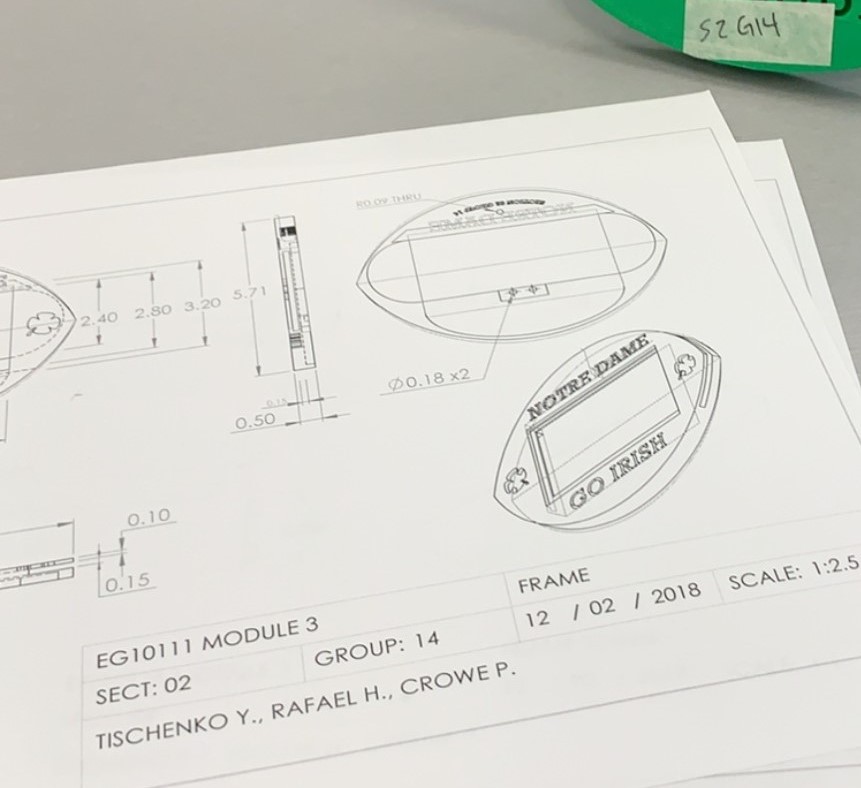 S2 G14
R0.09 THRU
2.40
2.80
3.20
5.71
Ø0.18 x2
0.15
0.50
NOTRE DAME
GO IRISH
0.10
0.15
FRAME
EG10111 MODULE 3
12 / 02 / 2018
SCALE: 1:2.5
SECT: 02
GROUP: 14
TISCHENKO Y., RAFAEL H., CROWE P.